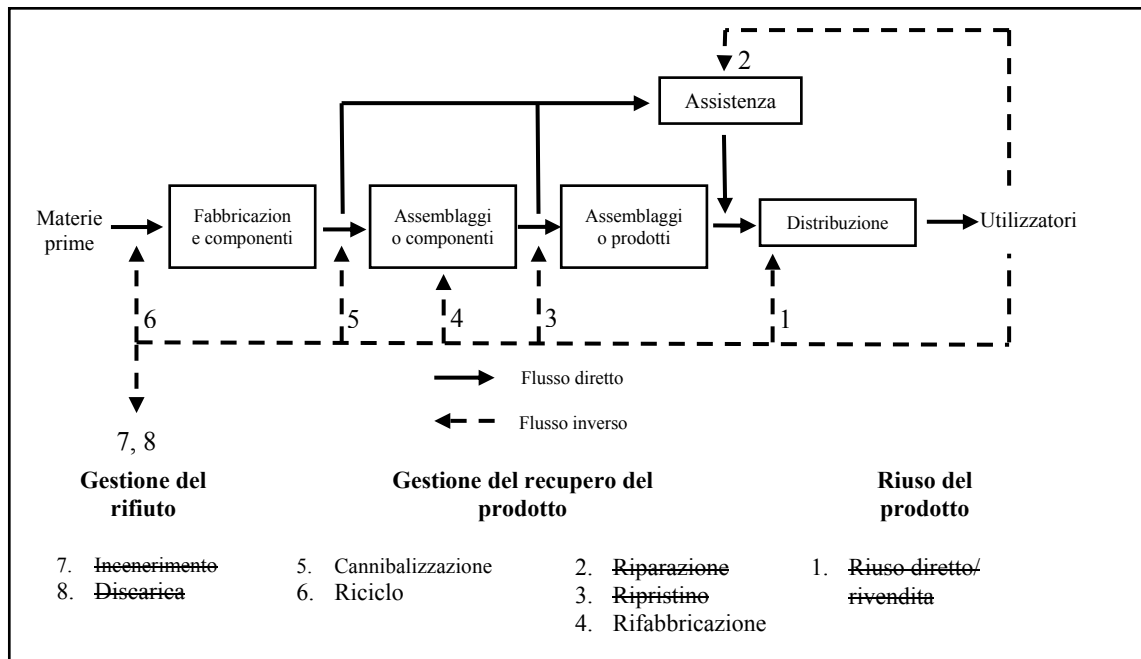 2
Assistenza
Materie
prime
Fabbricazion
e componenti
Assemblaggi
o componenti
Assemblaggi
o prodotti
Distribuzione
Utilizzatori
6
5
4
3
1
Flusso diretto
Flusso inverso
7, 8
Gestione del
rifiuto
Gestione del recupero del
prodotto
Riuso del
prodotto
7. Incenerimento
8. Discarica
5. Cannibalizzazione
6. Riciclo
2. Riparazione
3. Ripristino
4. Rifabbricazione
1. Riuso diretto/
rivendita